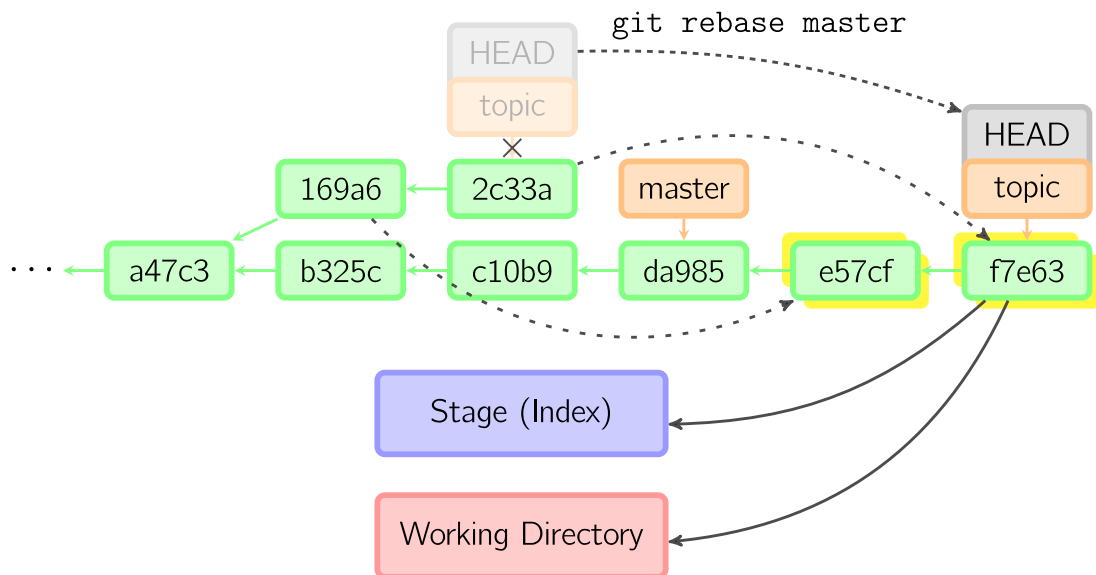 git rebase master
HEAD
topic
HEAD
169a6
2c33a
master
topic
...
a47c3
b325c
c10b9
da985
e57cf
f7e63
Stage (Index)
Working Directory